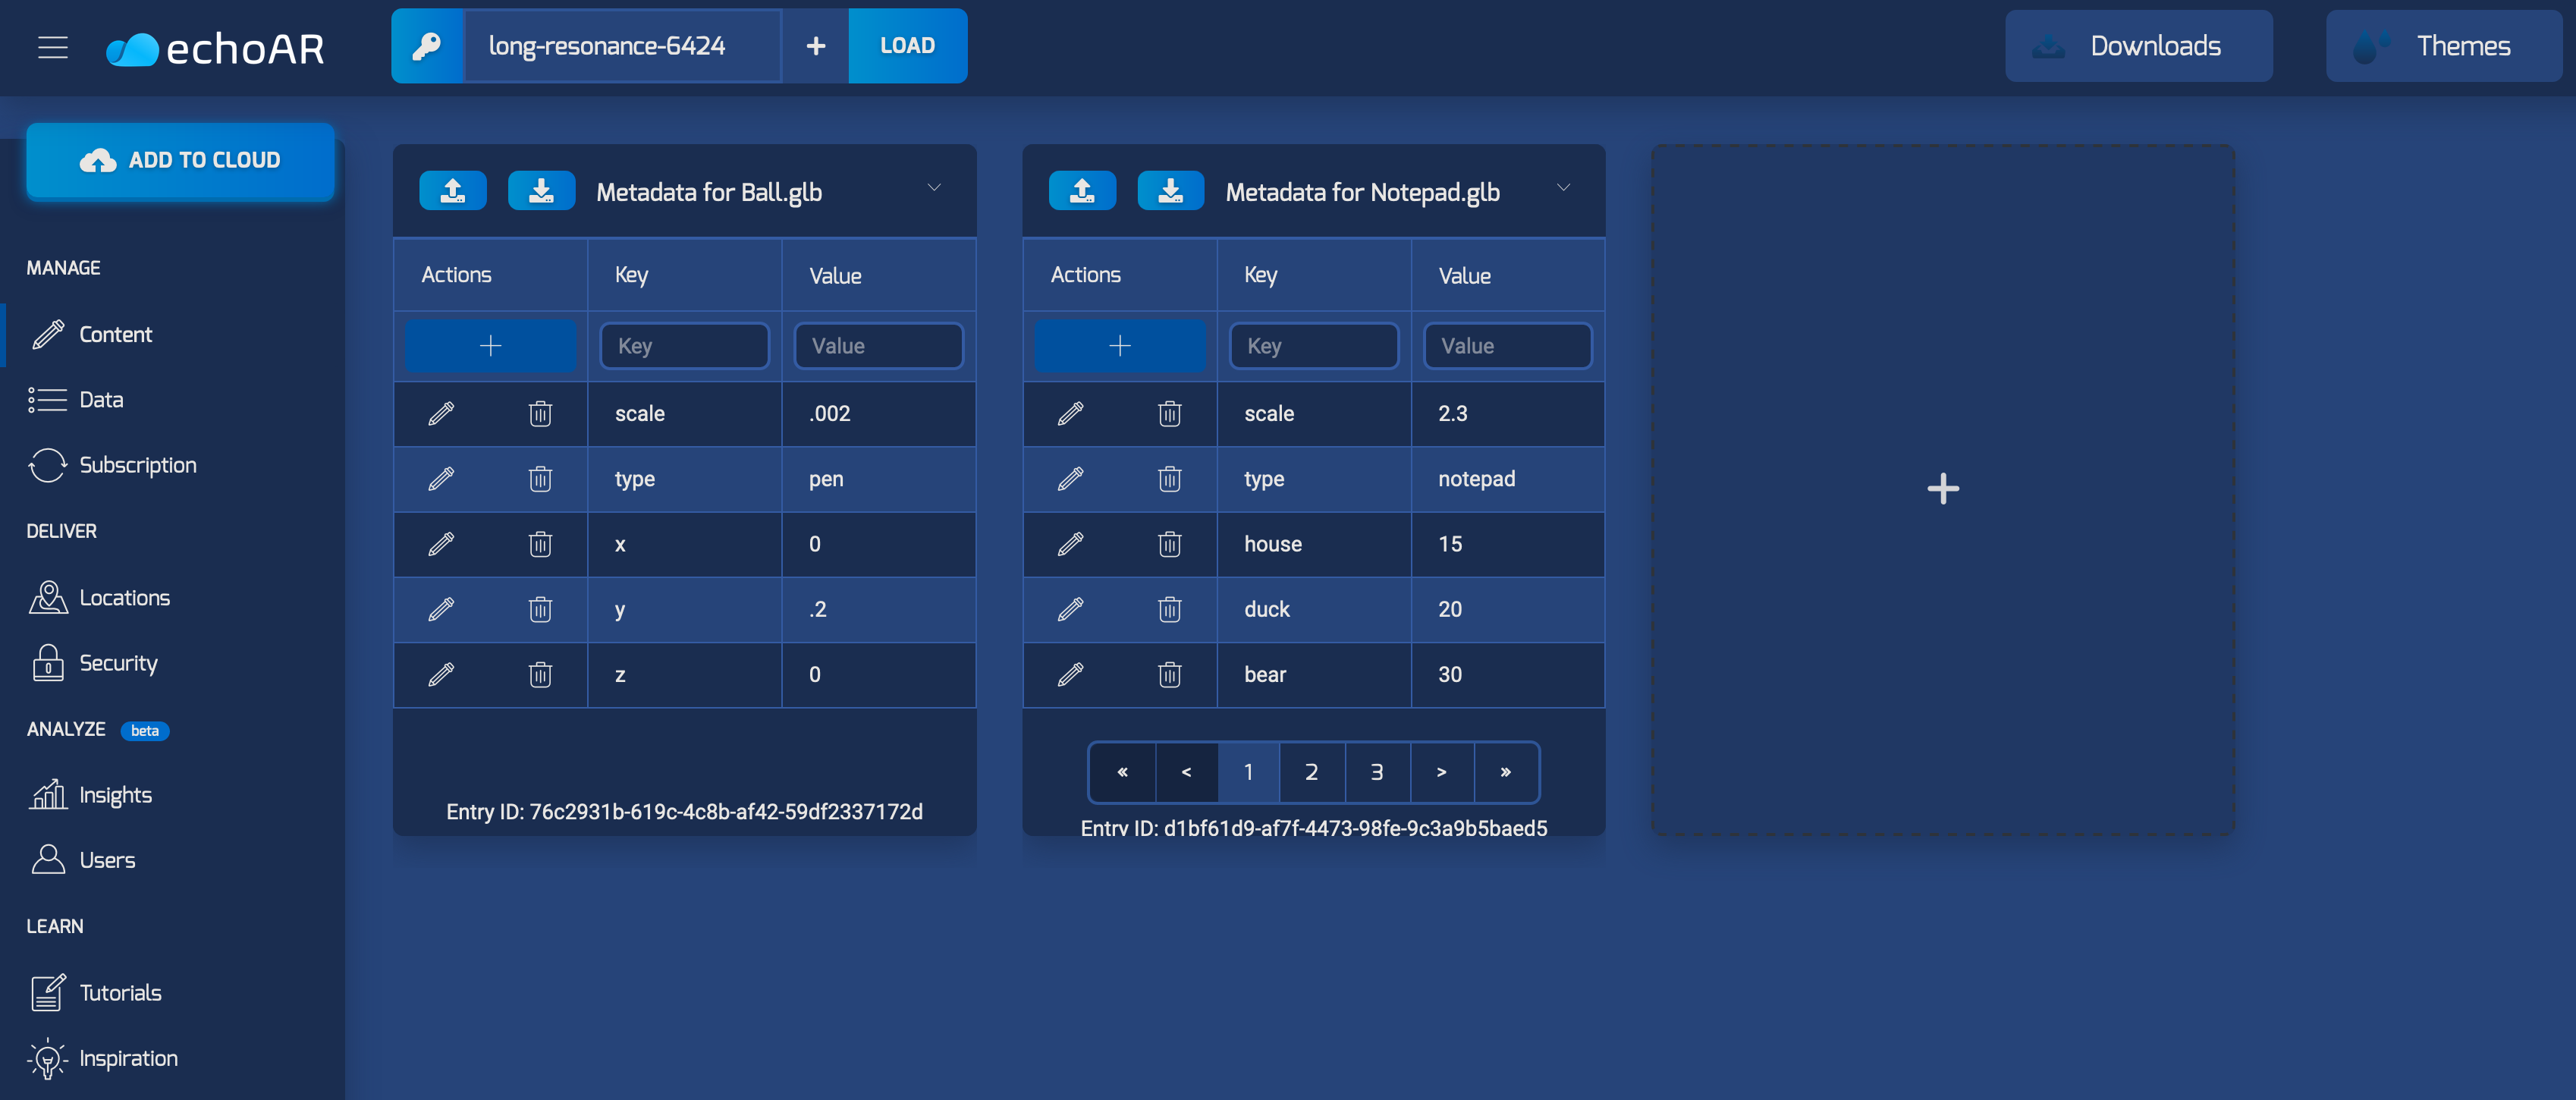 echoAR
long-resonance-6424
+
LOAD
Downloads
Themes
ADD TO CLOUD
MANAGE
Content
Data
Subscription
DELIVER
Locations
Security
ANALYZE beta
Insights
Users
LEARN
Tutorials
Inspiration
Metadata for Ball.glb
Actions Key Value
+ Key Value
scale .002
type pen
x 0
y .2
z 0
Entry ID: 76c2931b-619c-4c8b-af42-59df2337172d
Metadata for Notepad.glb
Actions Key Value
+ Key Value
scale 2.3
type notepad
house 15
duck 20
bear 30
« < 1 2 3 > »
Entry ID: d1bf61d9-af7f-4473-98fe-9c3a9b5baed5
+